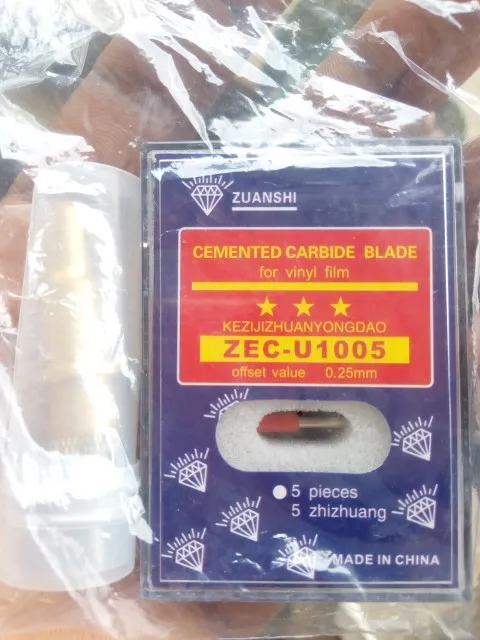 ZUANSHI
CEMENTED CARBIDE BLADE
for vinyl film
KEZIJIZHUANYONGDAO
ZEC-U1005
offset value 0.25mm
5 pieces
5 zhizhuang
MADE IN CHINA